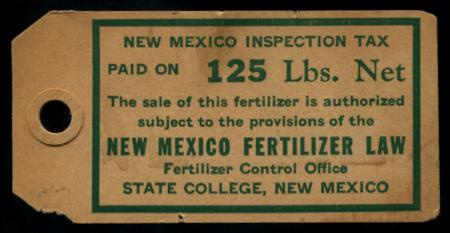 NEW MEXICO INSPECTION TAX
PAID ON 125 Lbs. Net
The sale of this fertilizer is authorized
subject to the provisions of the
NEW MEXICO FERTILIZER LAW
Fertilizer Control Office
STATE COLLEGE, NEW MEXICO